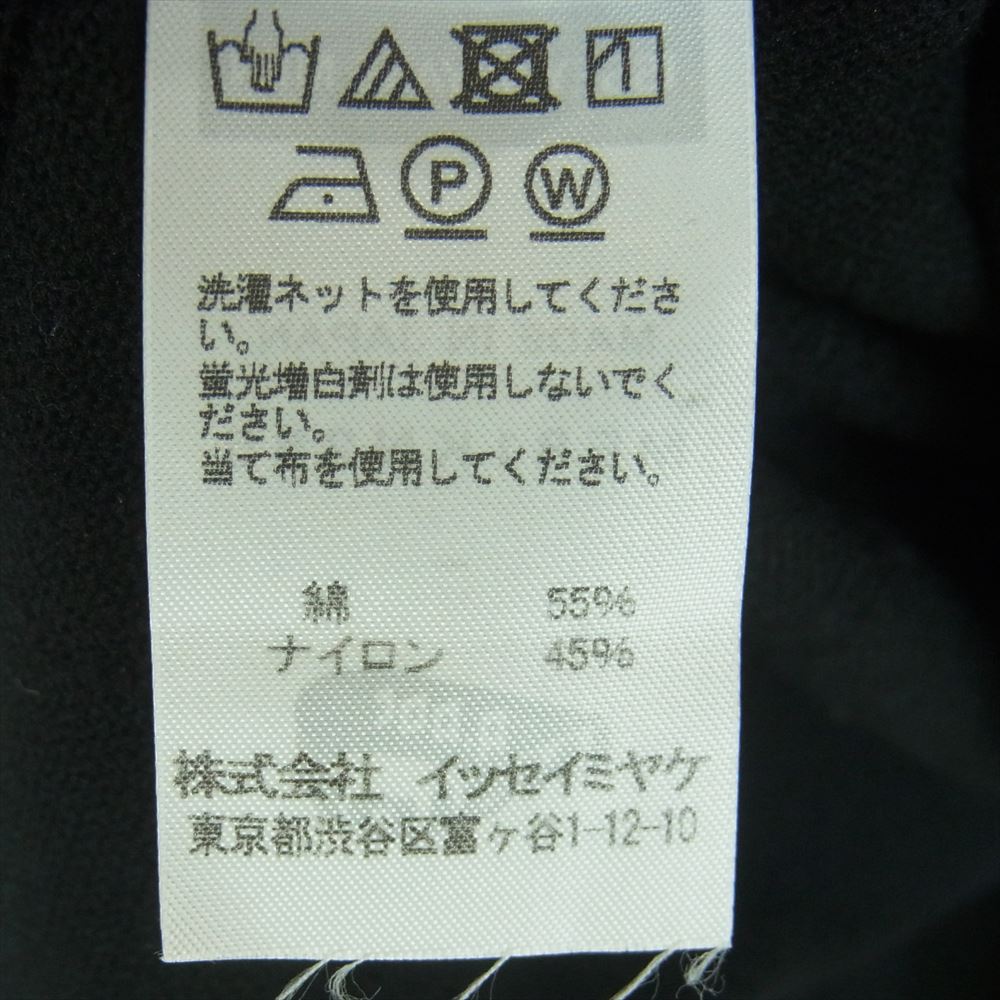 P W
洗濯ネットを使用してくださ
い。
蛍光増白剤は使用しないでく
ださい。
当て布を使用してください。
綿 55%
ナイロン 45%
株式会社 イッセイミヤケ
東京都渋谷区富ヶ谷1-12-10